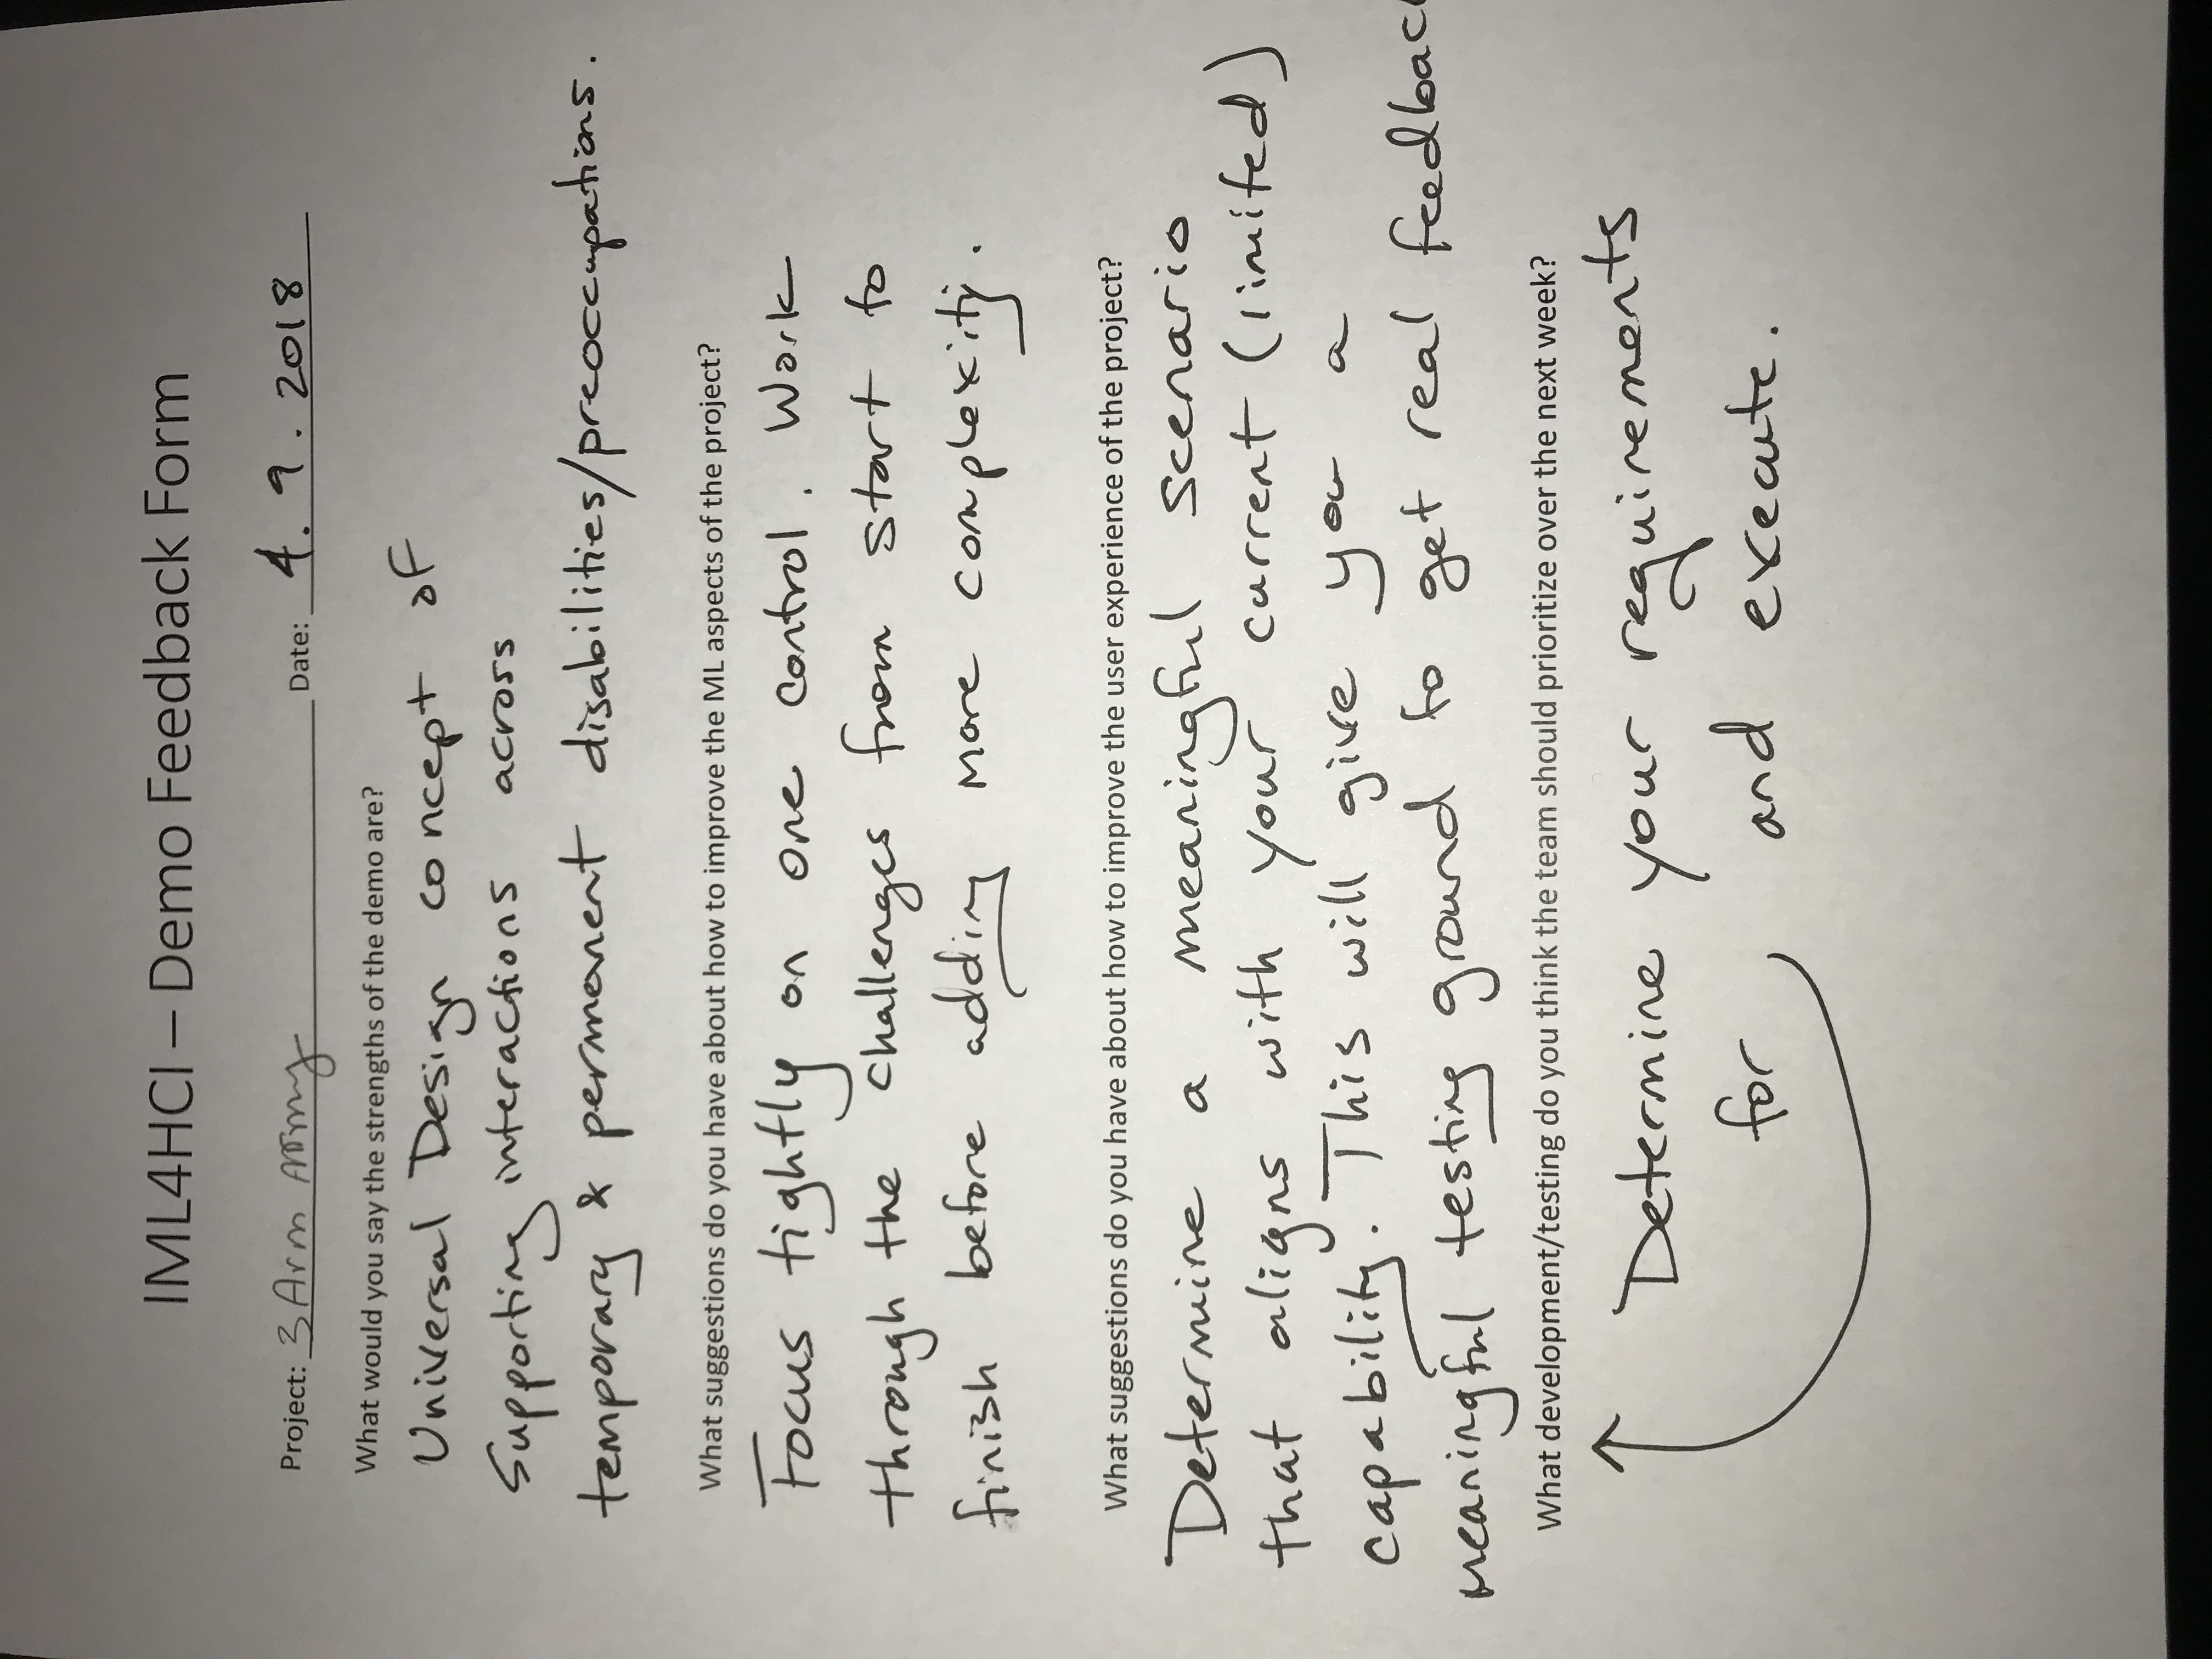 IML4HCI – Demo Feedback Form
Project: 3 Arm Army Date: 4. 9. 2018
What would you say the strengths of the demo are?
Universal Design concept of
Supporting interactions across
temporary & permanent disabilities/preoccupations.
What suggestions do you have about how to improve the ML aspects of the project?
Focus tightly on one control. Work
through the challenges from start to
finish before adding more complexity.
What suggestions do you have about how to improve the user experience of the project?
Determine a meaningful scenario
that aligns with your current (limited)
capability. This will give you a
meaningful testing ground to get real feedbac
What development/testing do you think the team should prioritize over the next week?
Determine your requirements
for and execute.